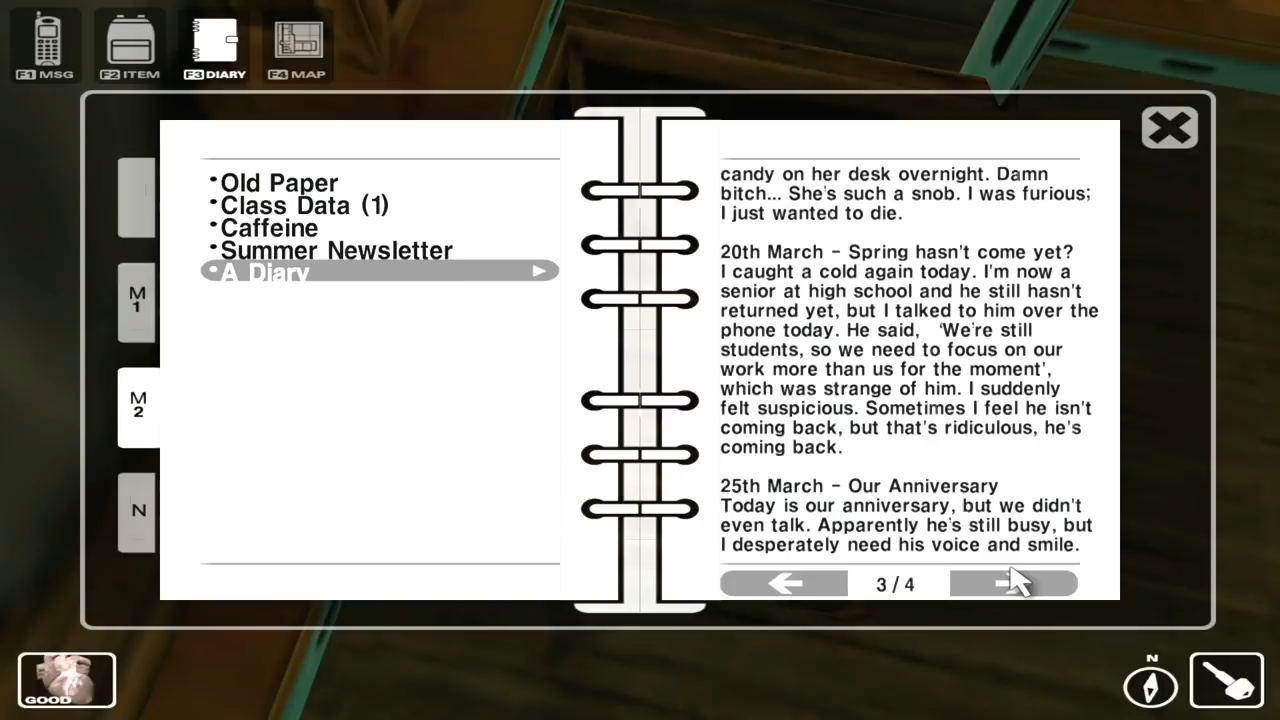 F1 MSG
F2 ITEM
F3 DIARY
F4 MAP
I
M
1
M
2
N
•Old Paper
•Class Data (1)
•Caffeine
•Summer Newsletter
•A Diary
candy on her desk overnight. Damn
bitch... She's such a snob. I was furious;
I just wanted to die.
20th March - Spring hasn't come yet?
I caught a cold again today. I'm now a
senior at high school and he still hasn't
returned yet, but I talked to him over the
phone today. He said, 'We're still
students, so we need to focus on our
work more than us for the moment',
which was strange of him. I suddenly
felt suspicious. Sometimes I feel he isn't
coming back, but that's ridiculous, he's
coming back.
25th March - Our Anniversary
Today is our anniversary, but we didn't
even talk. Apparently he's still busy, but
I desperately need his voice and smile.
3 / 4
GOOD
N